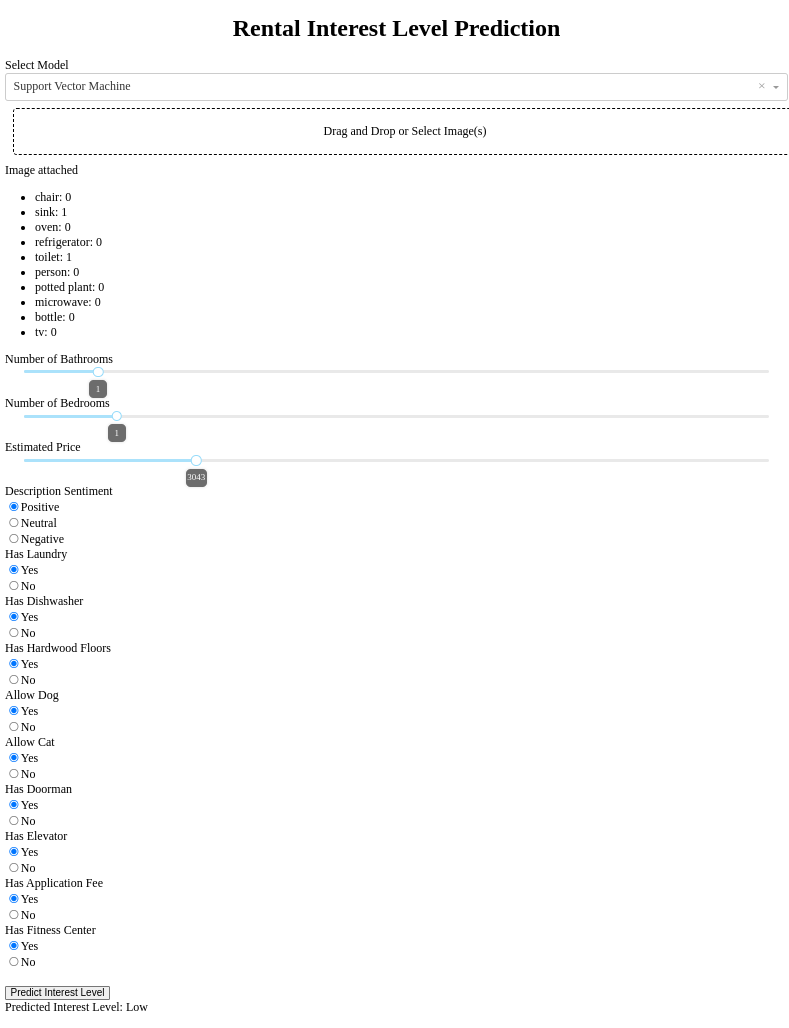 Rental Interest Level Prediction
Select Model
Support Vector Machine ×
Drag and Drop or Select Image(s)
Image attached
chair: 0
sink: 1
oven: 0
refrigerator: 0
toilet: 1
person: 0
potted plant: 0
microwave: 0
bottle: 0
tv: 0
Number of Bathrooms
1
Number of Bedrooms
1
Estimated Price
3043
Description Sentiment
Positive
Neutral
Negative
Has Laundry
Yes
No
Has Dishwasher
Yes
No
Has Hardwood Floors
Yes
No
Allow Dog
Yes
No
Allow Cat
Yes
No
Has Doorman
Yes
No
Has Elevator
Yes
No
Has Application Fee
Yes
No
Has Fitness Center
Yes
No
Predict Interest Level
Predicted Interest Level: Low